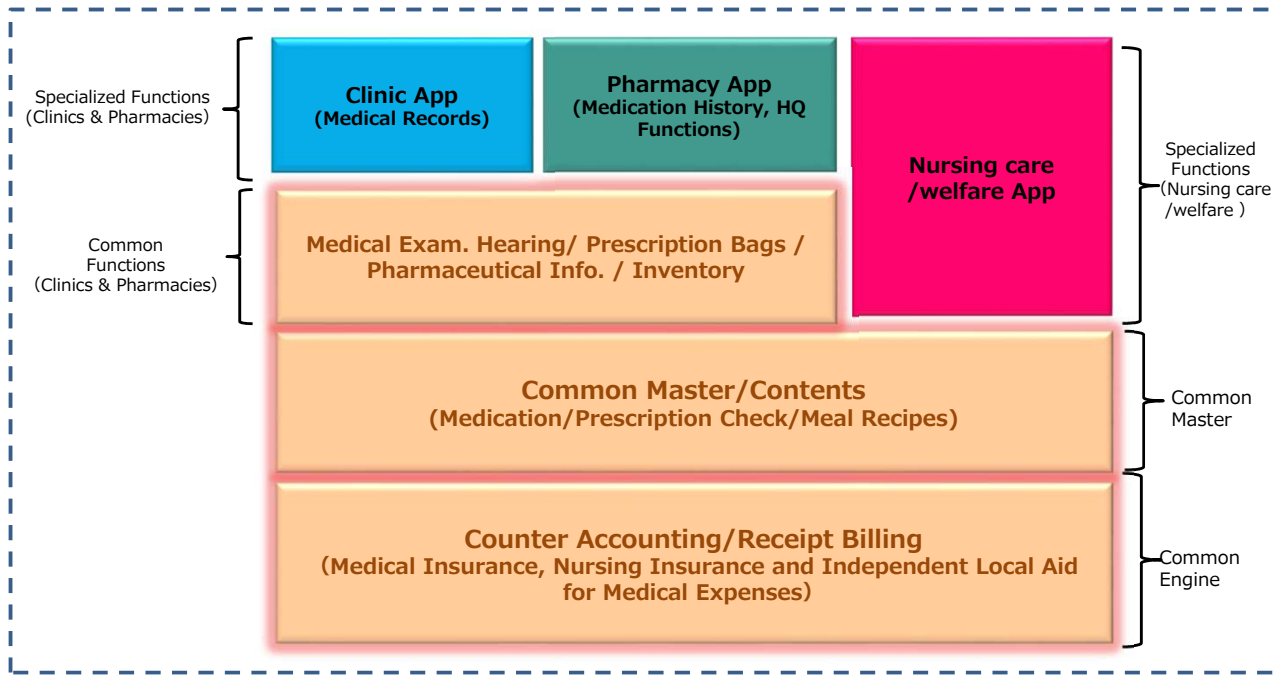 Specialized Functions
(Clinics & Pharmacies)
Clinic App
(Medical Records)
Pharmacy App
(Medication History, HQ
Functions)
Nursing care
/welfare App
Specialized
Functions
(Nursing care
/welfare )
Common
Functions
(Clinics & Pharmacies)
Medical Exam. Hearing/ Prescription Bags /
Pharmaceutical Info. / Inventory
Common Master/Contents
(Medication/Prescription Check/Meal Recipes)
Common
Master
Counter Accounting/Receipt Billing
(Medical Insurance, Nursing Insurance and Independent Local Aid
for Medical Expenses)
Common
Engine